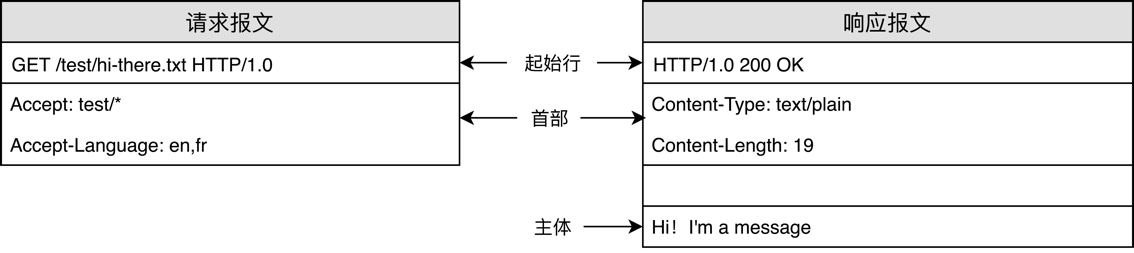 请求报文
GET /test/hi-there.txt HTTP/1.0
Accept: test/*
Accept-Language: en,fr
起始行
首部
主体
响应报文
HTTP/1.0 200 OK
Content-Type: text/plain
Content-Length: 19
Hi！I'm a message